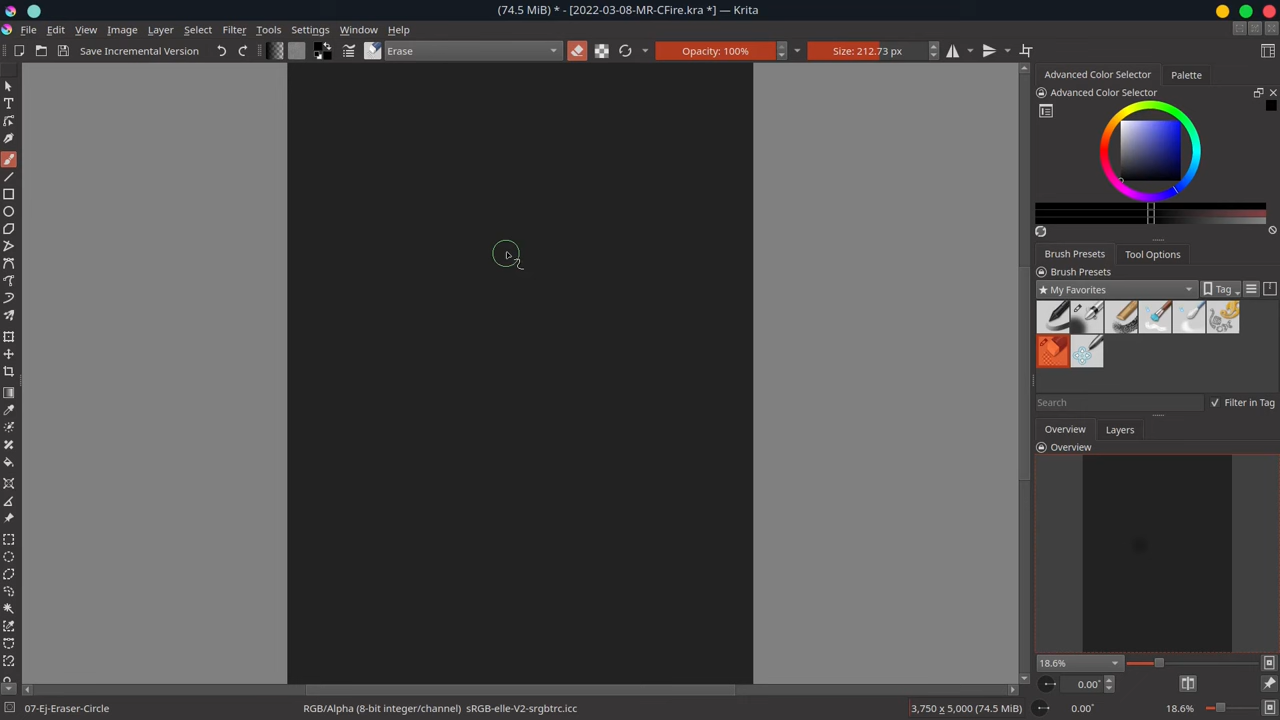 (74.5 MiB) * - [2022-03-08-MR-CFire.kra *] — Krita
File Edit View Image Layer Select Filter Tools Settings Window Help
Save Incremental Version Erase Opacity: 100% Size: 212.73 px
Advanced Color Selector Palette
Advanced Color Selector
Brush Presets Tool Options
Brush Presets
★ My Favorites Tag
Search Filter in Tag
Overview Layers
Overview
18.6%
0.00°
07-Ej-Eraser-Circle RGB/Alpha (8-bit integer/channel) sRGB-elle-V2-srgbtrc.icc 3,750 x 5,000 (74.5 MiB) 0.00° 18.6%